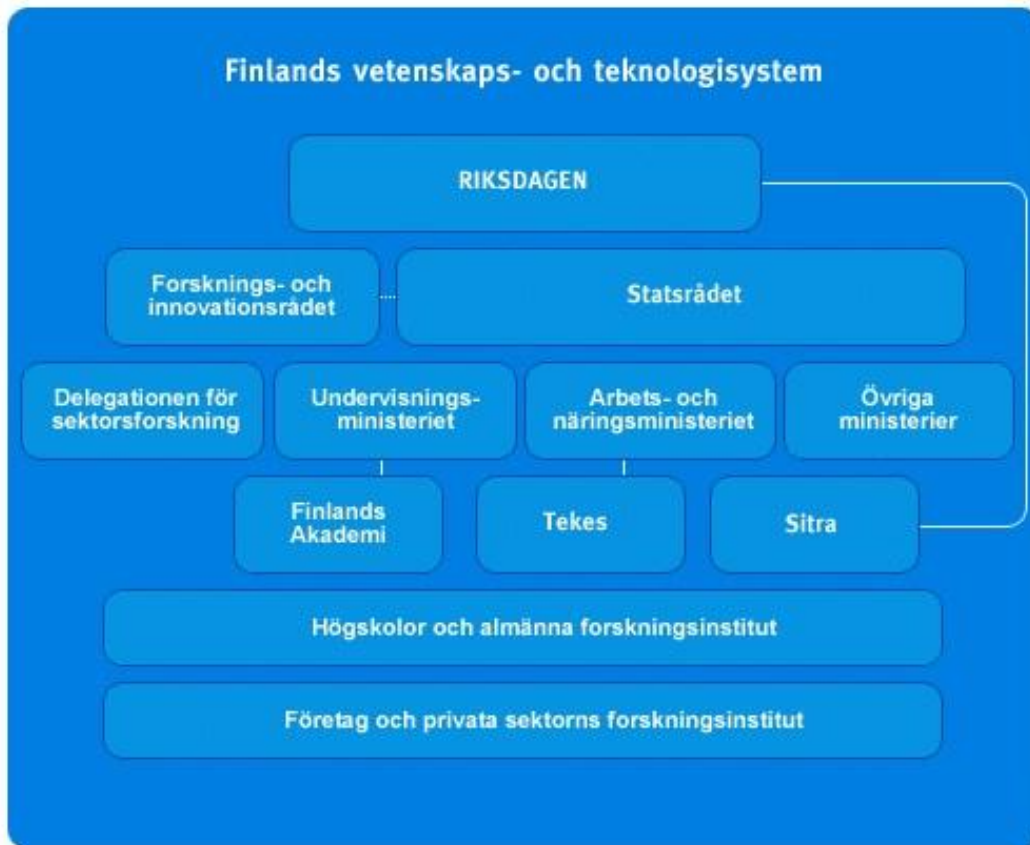 Finlands vetenskaps- och teknologisystem
RIKSDAGEN
Forsknings- och
innovationsrådet
Statsrådet
Delegationen för
sektorsforskning
Undervisnings-
ministeriet
Arbets- och
näringsministeriet
Övriga
ministerier
Finlands
Akademi
Tekes
Sitra
Högskolor och almänna forskningsinstitut
Företag och privata sektorns forskningsinstitut